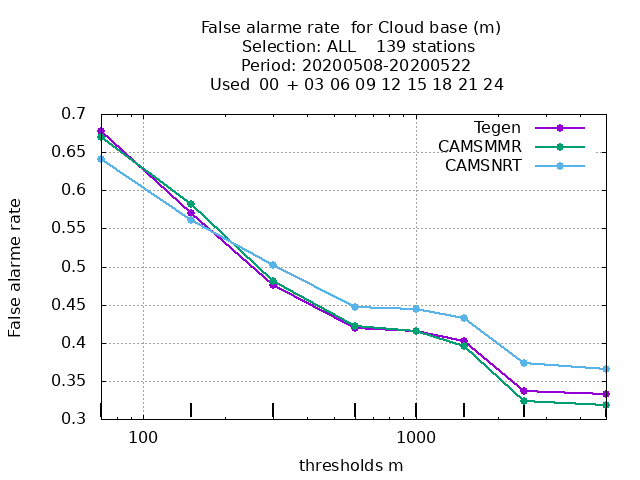 False alarme rate  for Cloud base (m)
Selection: ALL    139 stations
Period: 20200508-20200522
Used  00 + 03 06 09 12 15 18 21 24
0.7
0.65
0.6
0.55
0.5
0.45
0.4
0.35
0.3
False alarme rate
Tegen
CAMSMMR
CAMSNRT
100
1000
thresholds m